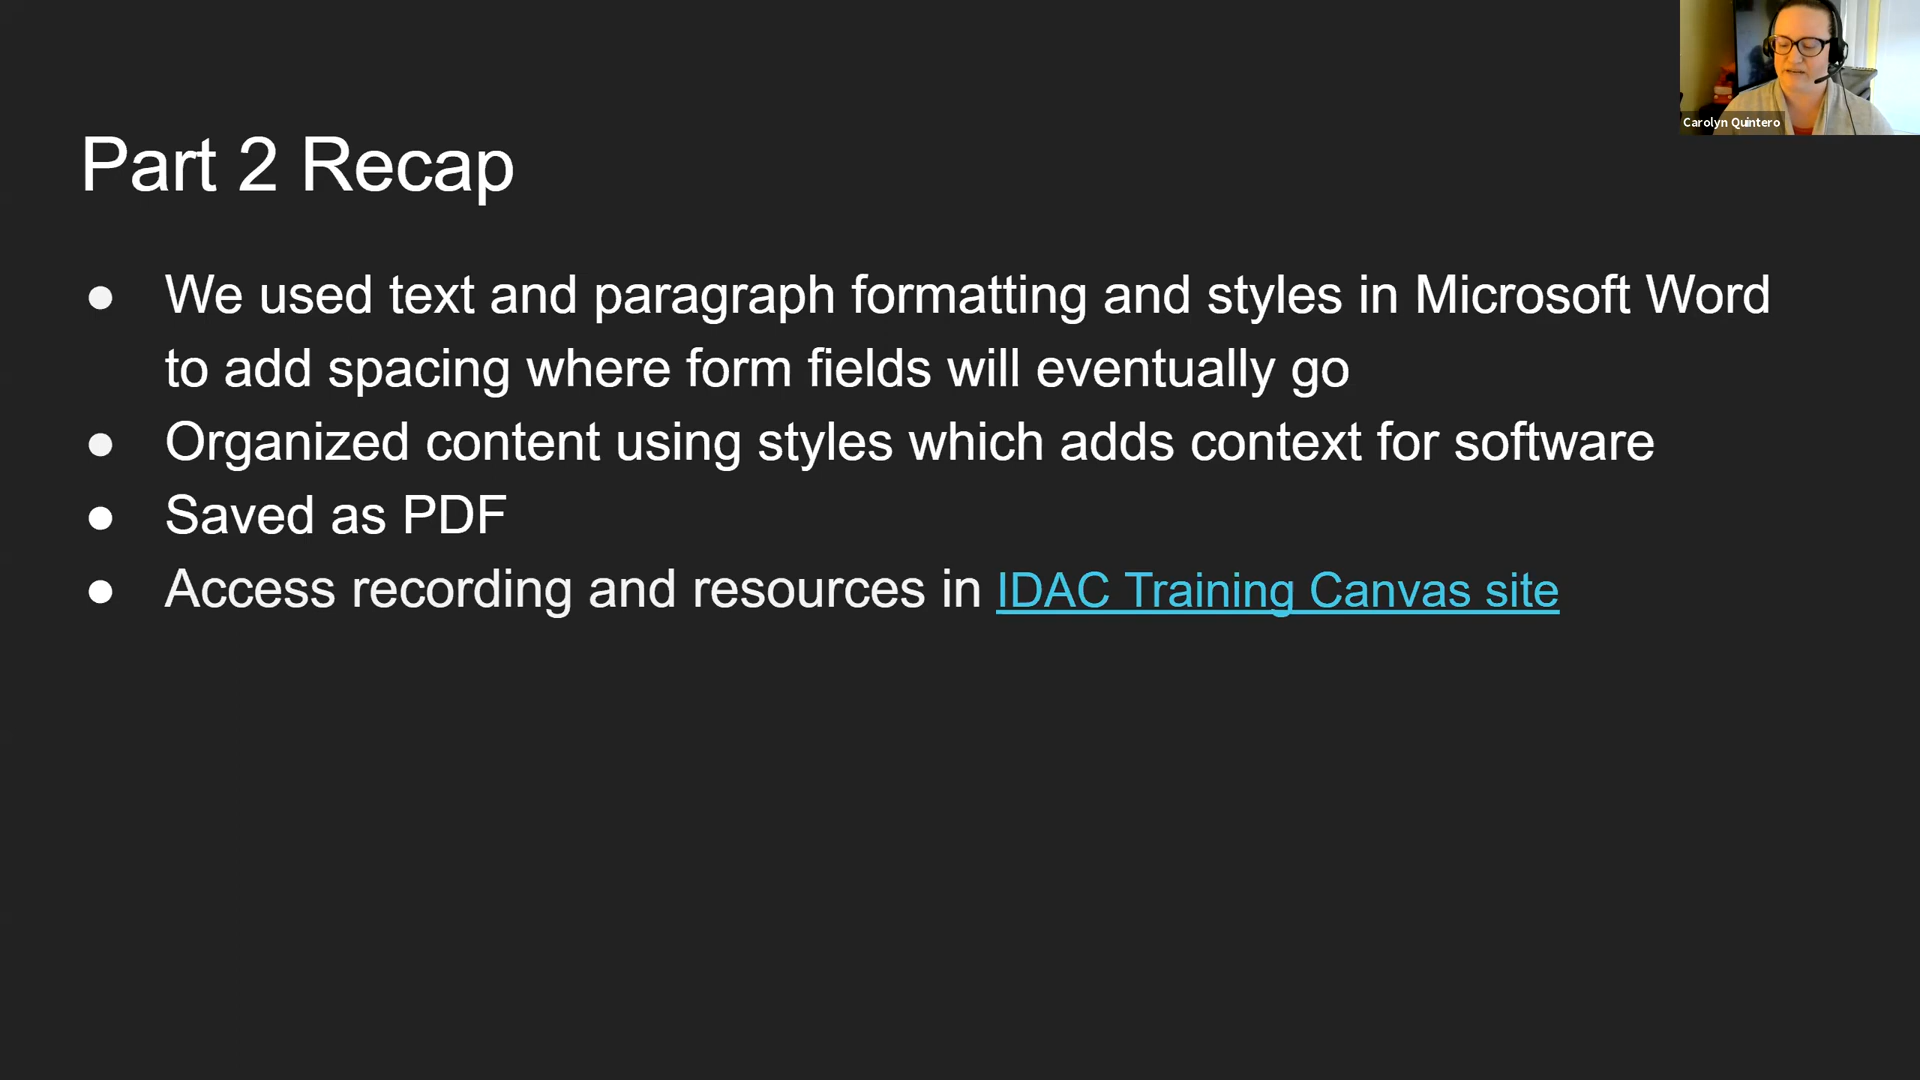 Carolyn Quintero
Part 2 Recap
● We used text and paragraph formatting and styles in Microsoft Word
to add spacing where form fields will eventually go
● Organized content using styles which adds context for software
● Saved as PDF
● Access recording and resources in IDAC Training Canvas site